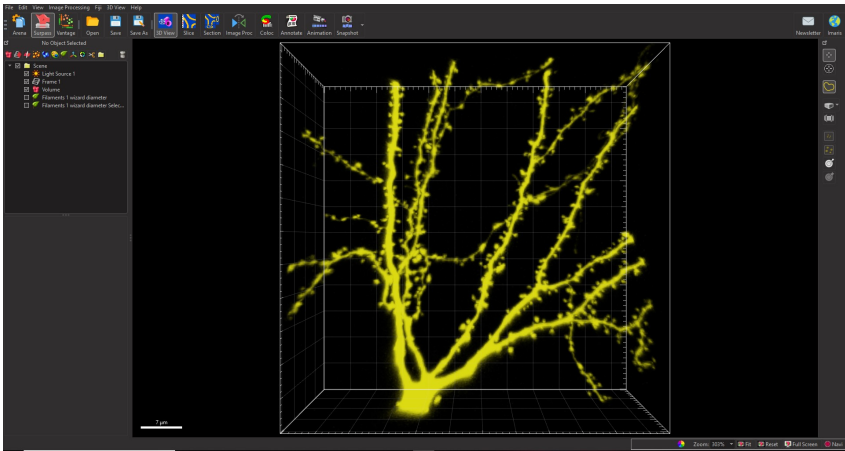 File Edit View Image Processing Fiji 3D View Help
Arena Surpass Vantage Open Save Save As 3D View Slice Section Image Proc Coloc Annotate Animation Snapshot Newsletter Imaris
No Object Selected
Scene
Light Source 1
Frame 1
Volume
Filaments 1 wizard diameter
Filaments 1 wizard diameter Selec...
7 μm
Zoom: 303% Fit Reset Full Screen Navi